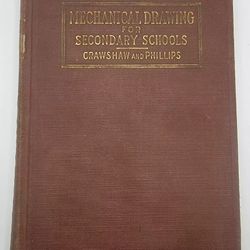 MECHANICAL DRAWING
FOR
SECONDARY SCHOOLS
CRAWSHAW AND PHILLIPS